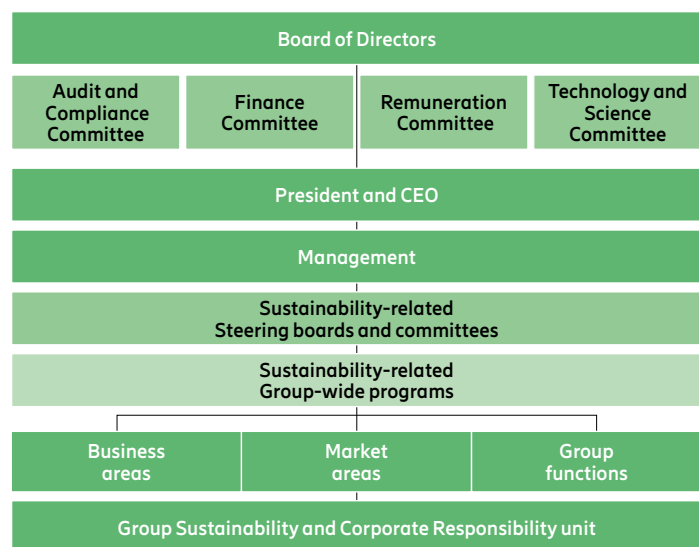 Board of Directors
Audit and
Compliance
Committee
Finance
Committee
Remuneration
Committee
Technology and
Science
Committee
President and CEO
Management
Sustainability-related
Steering boards and committees
Sustainability-related
Group-wide programs
Business
areas
Market
areas
Group
functions
Group Sustainability and Corporate Responsibility unit